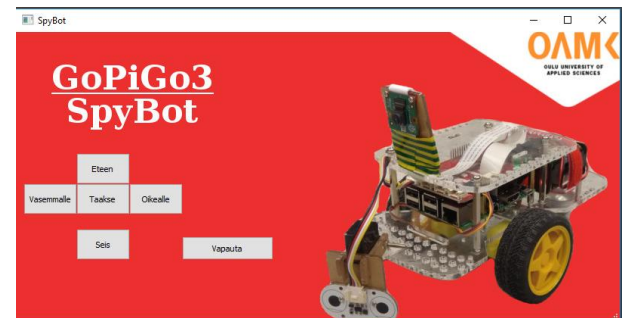 SpyBot
OAMK
OULU UNIVERSITY OF
APPLIED SCIENCES
GoPiGo3
SpyBot
Eteen
Vasemmalle Taakse Oikealle
Seis
Vapauta